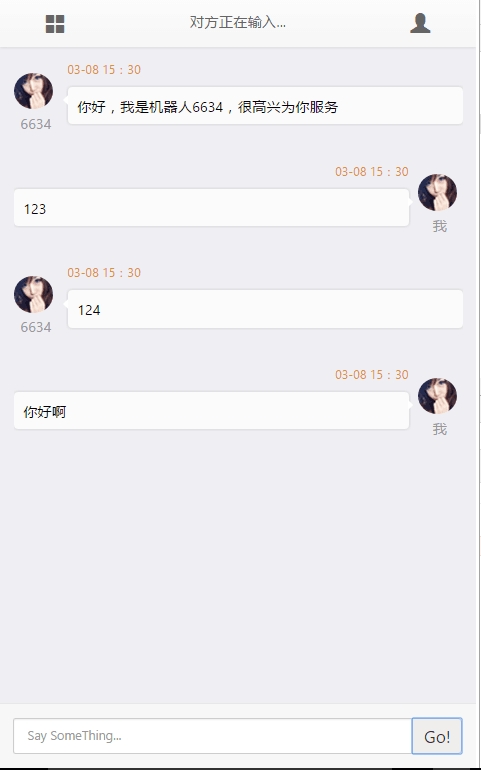 对方正在输入...
03-08 15：30
你好，我是机器人6634，很高兴为你服务
6634
03-08 15：30
123
我
03-08 15：30
124
6634
03-08 15：30
你好啊
我
Say SomeThing...
Go!